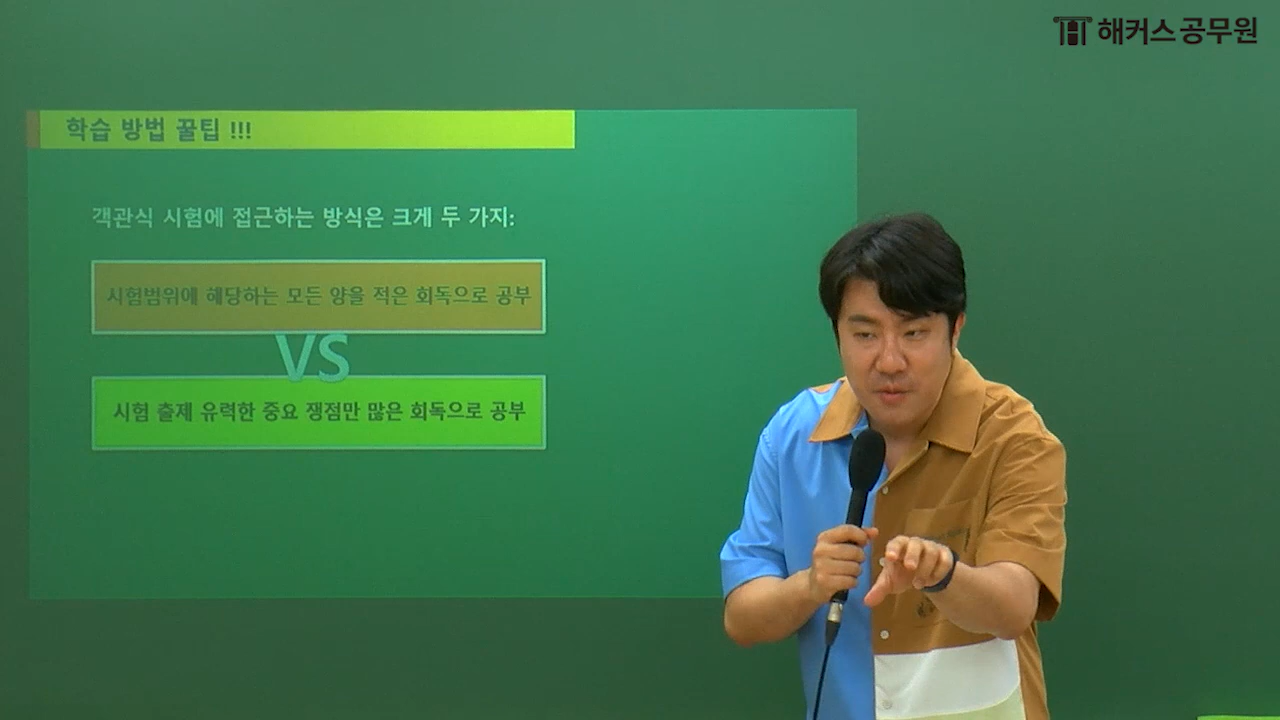 해커스공무원
학습 방법 꿀팁 !!!
객관식 시험에 접근하는 방식은 크게 두 가지:
시험범위에 해당하는 모든 양을 적은 회독으로 공부
VS
시험 출제 유력한 중요 쟁점만 많은 회독으로 공부